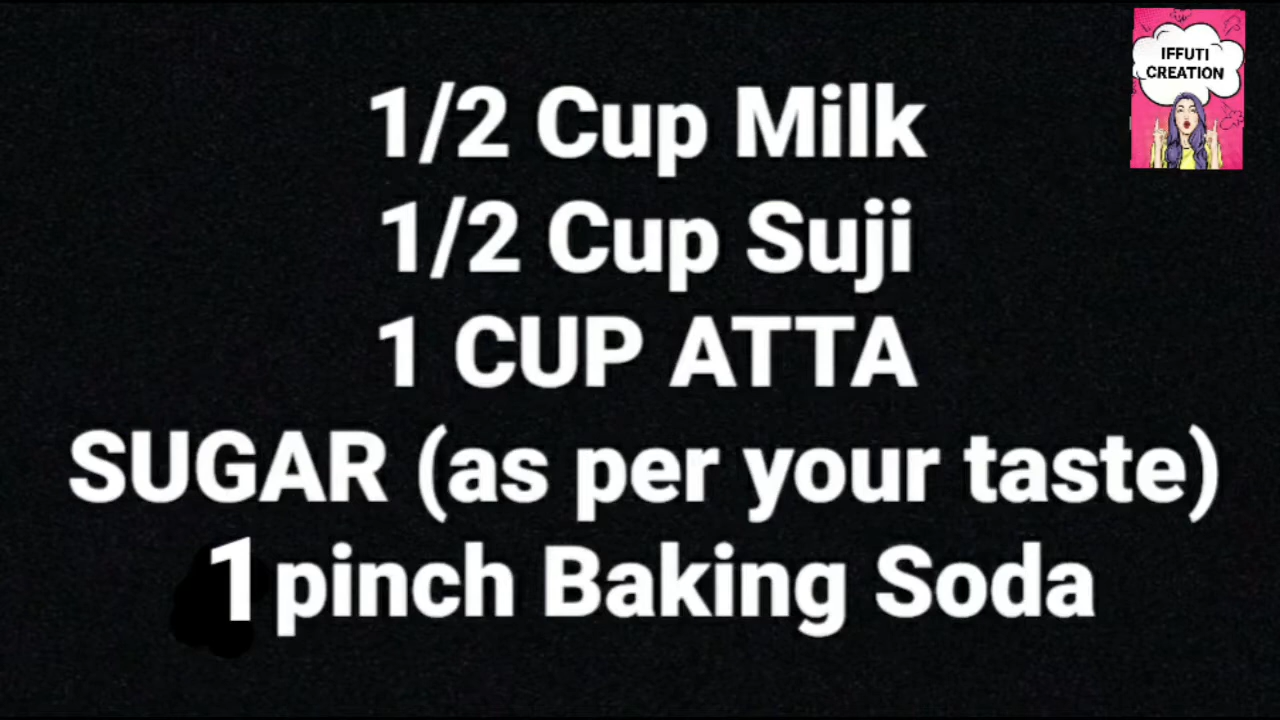 IFFUTI
CREATION
1/2 Cup Milk
1/2 Cup Suji
1 CUP ATTA
SUGAR (as per your taste)
1 pinch Baking Soda